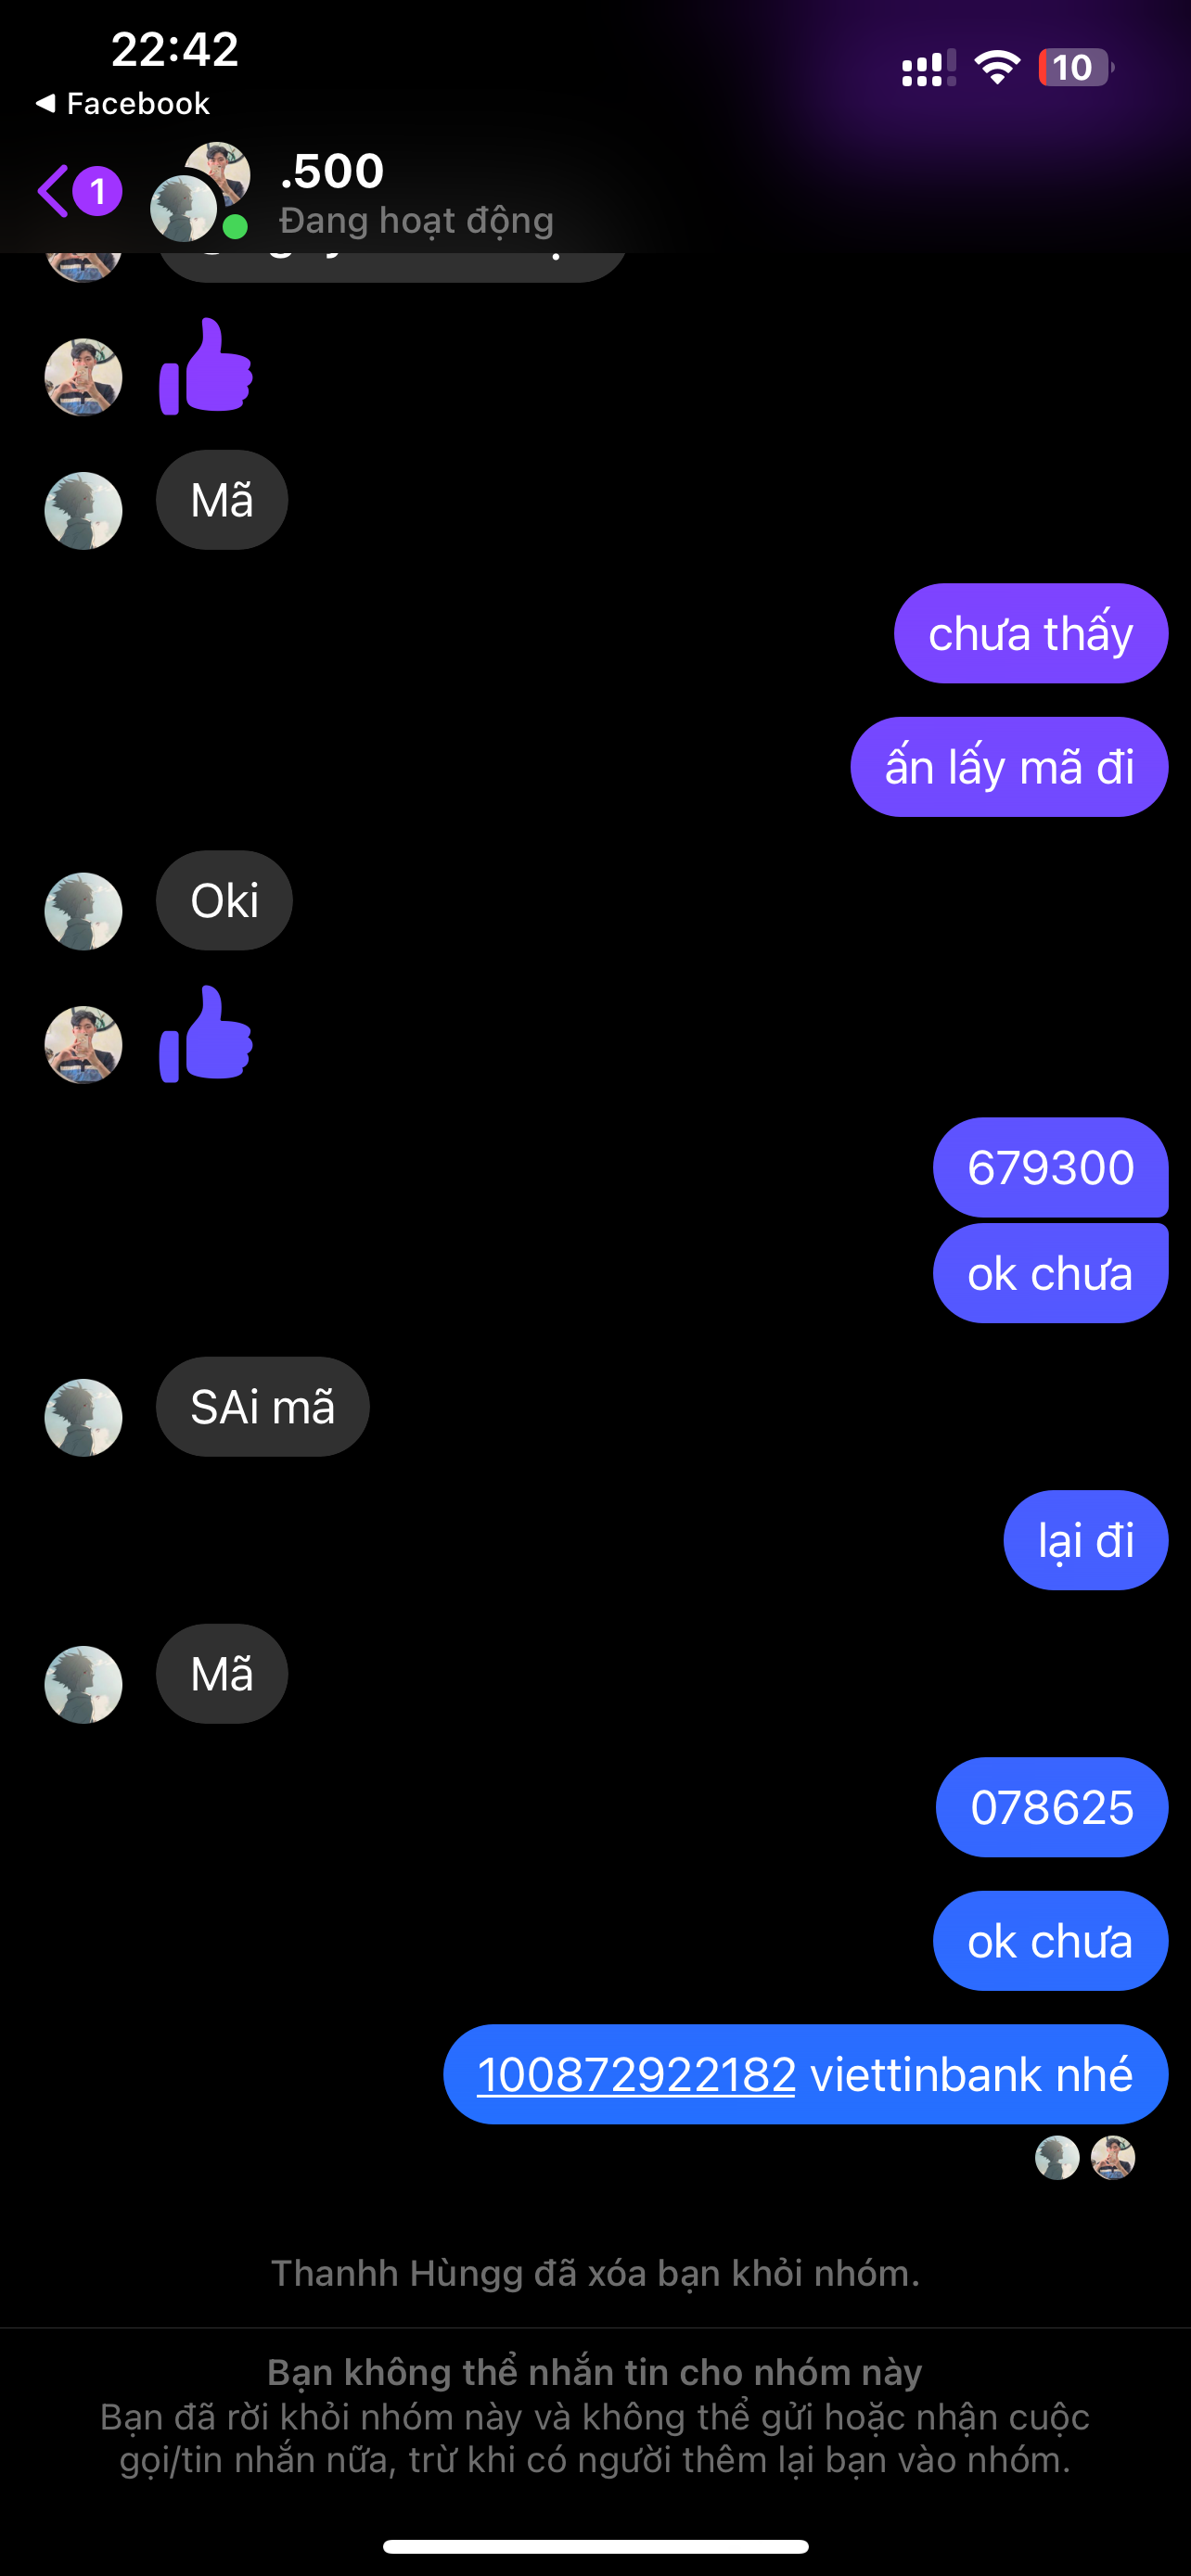 22:42
10
Facebook
1
.500
Đang hoạt động
Mã
chưa thấy
ấn lấy mã đi
Oki
679300
ok chưa
SAi mã
lại đi
Mã
078625
ok chưa
100872922182 viettinbank nhé
Thanhh Hùngg đã xóa bạn khỏi nhóm.
Bạn không thể nhắn tin cho nhóm này
Bạn đã rời khỏi nhóm này và không thể gửi hoặc nhận cuộc
gọi/tin nhắn nữa, trừ khi có người thêm lại bạn vào nhóm.